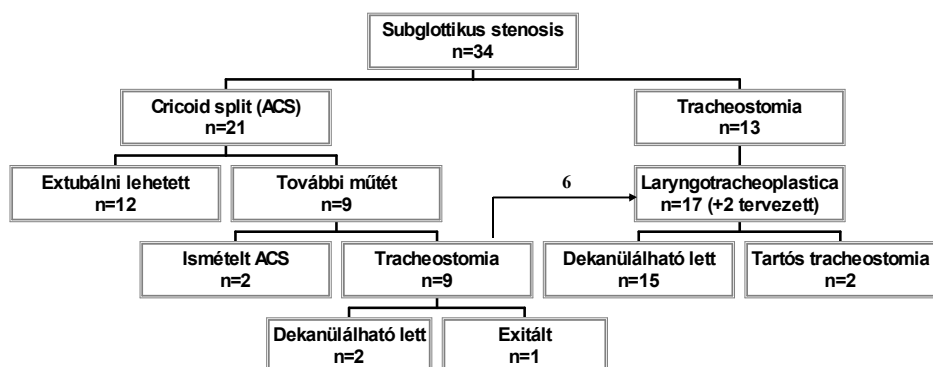 Subglottikus stenosis
n=34
Cricoid split (ACS)
n=21
Tracheostomia
n=13
Extubálni lehetett
n=12
További műtét
n=9
6
Laryngotracheoplastica
n=17 (+2 tervezett)
Ismételt ACS
n=2
Tracheostomia
n=9
Dekanülálható lett
n=15
Tartós tracheostomia
n=2
Dekanülálható lett
n=2
Exitált
n=1